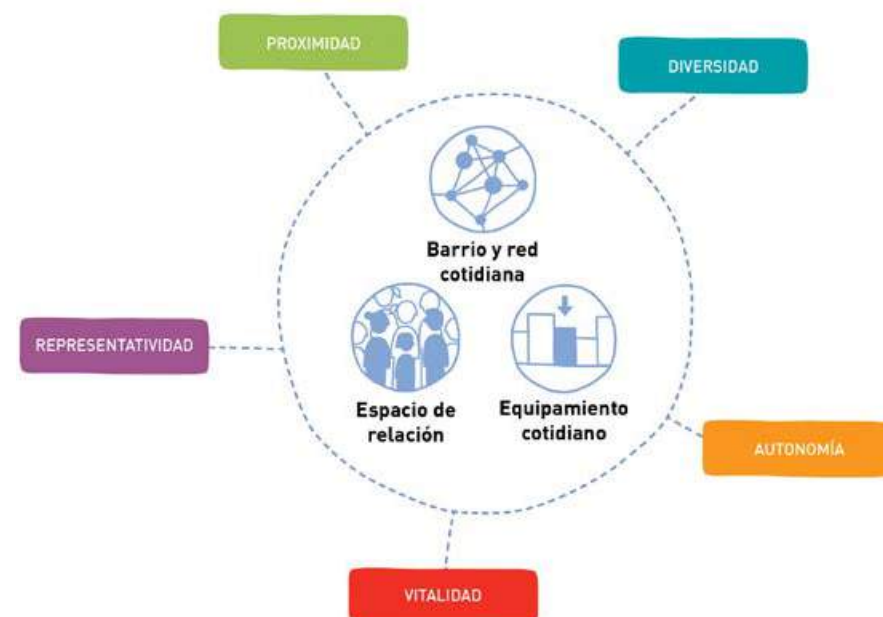 PROXIMIDAD
DIVERSIDAD
Barrio y red
cotidiana
REPRESENTATIVIDAD
Espacio de
relación
Equipamiento
cotidiano
AUTONOMÍA
VITALIDAD